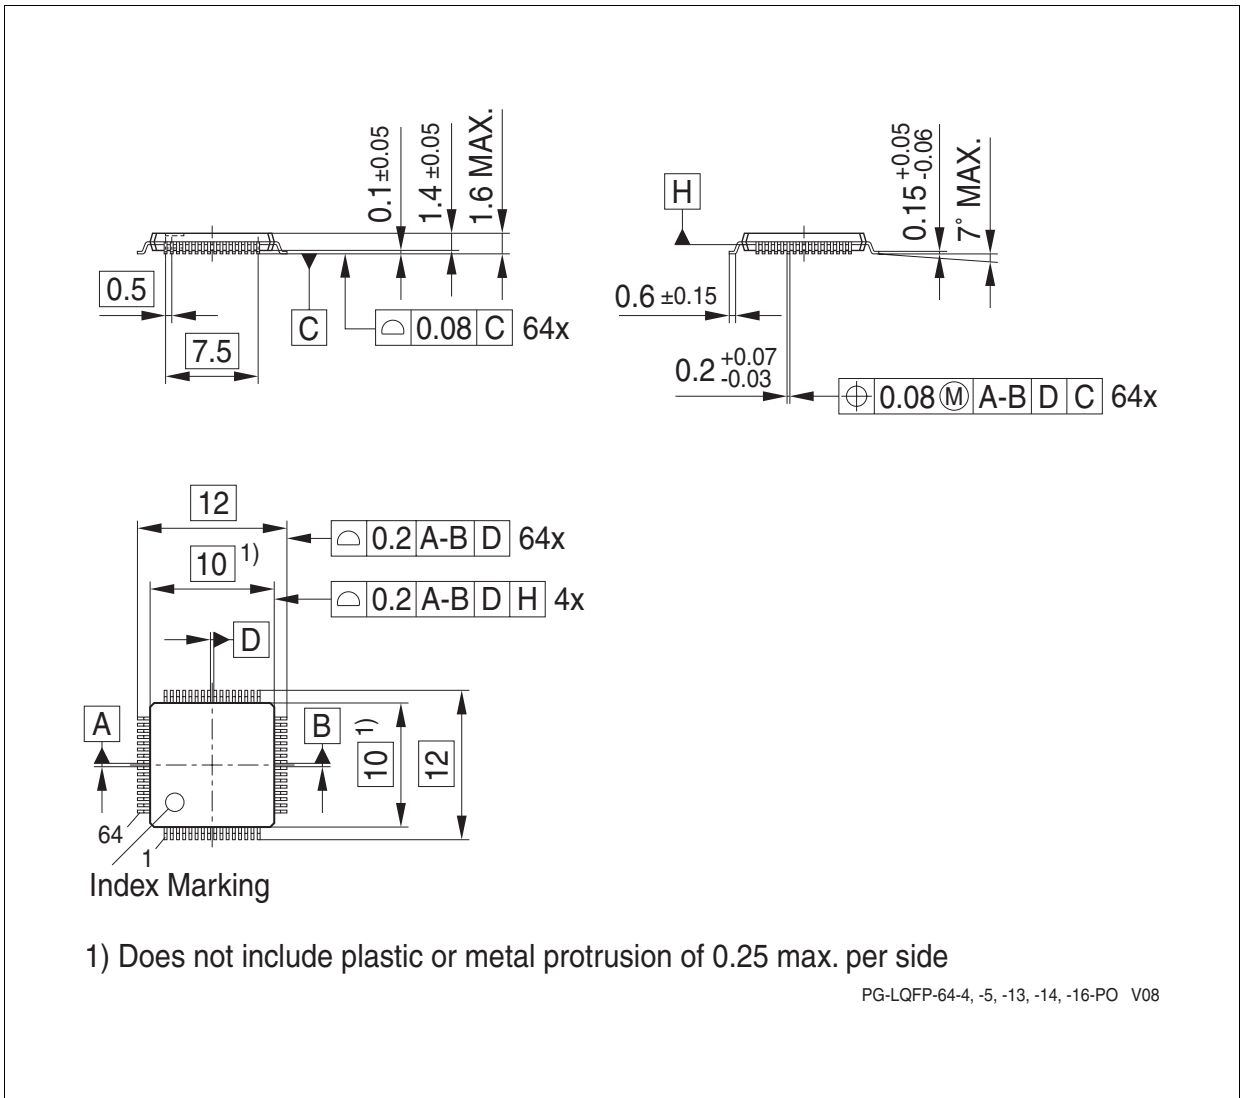 0.1±0.05
1.4 ±0.05
1.6 MAX.
0.5
7.5
C
0.08 C 64x
H
0.15 +0.05 -0.06
7° MAX.
0.6 ±0.15
0.2 +0.07 -0.03
0.08 Ⓜ A-B D C 64x
12
0.2 A-B D 64x
10 1)
0.2 A-B D H 4x
D
A
B
10 1)
12
64
1
Index Marking
1) Does not include plastic or metal protrusion of 0.25 max. per side
PG-LQFP-64-4, -5, -13, -14, -16-PO V08